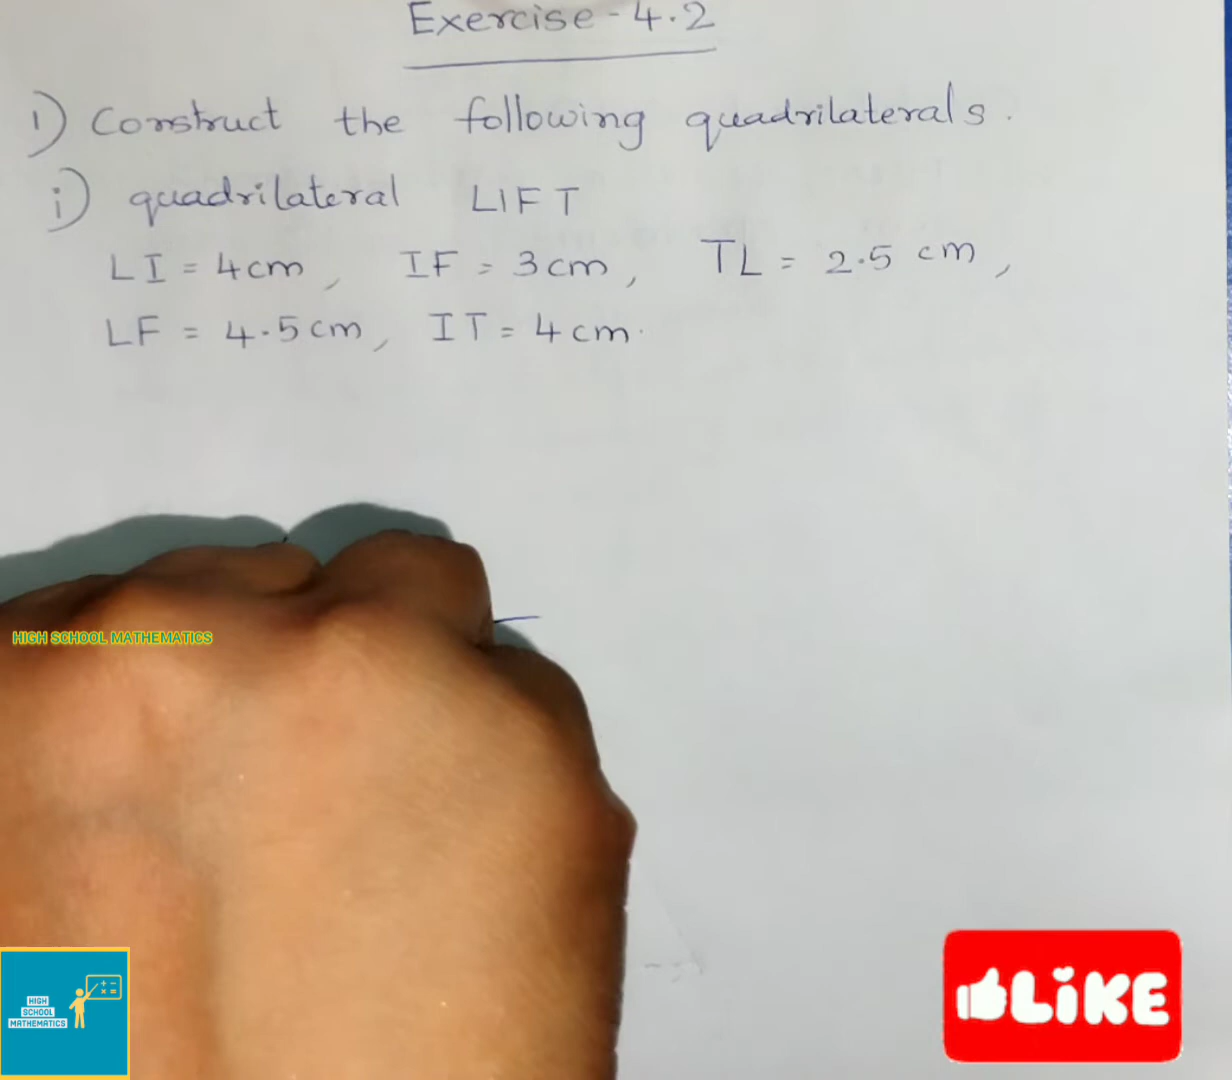 Exercise - 4.2
1) Construct the following quadrilaterals.
i) quadrilateral LIFT
LI = 4cm, IF = 3cm, TL = 2.5 cm,
LF = 4.5cm, IT = 4cm.
HIGH SCHOOL MATHEMATICS
HIGH
SCHOOL
MATHEMATICS
+ -
× =
LiKE